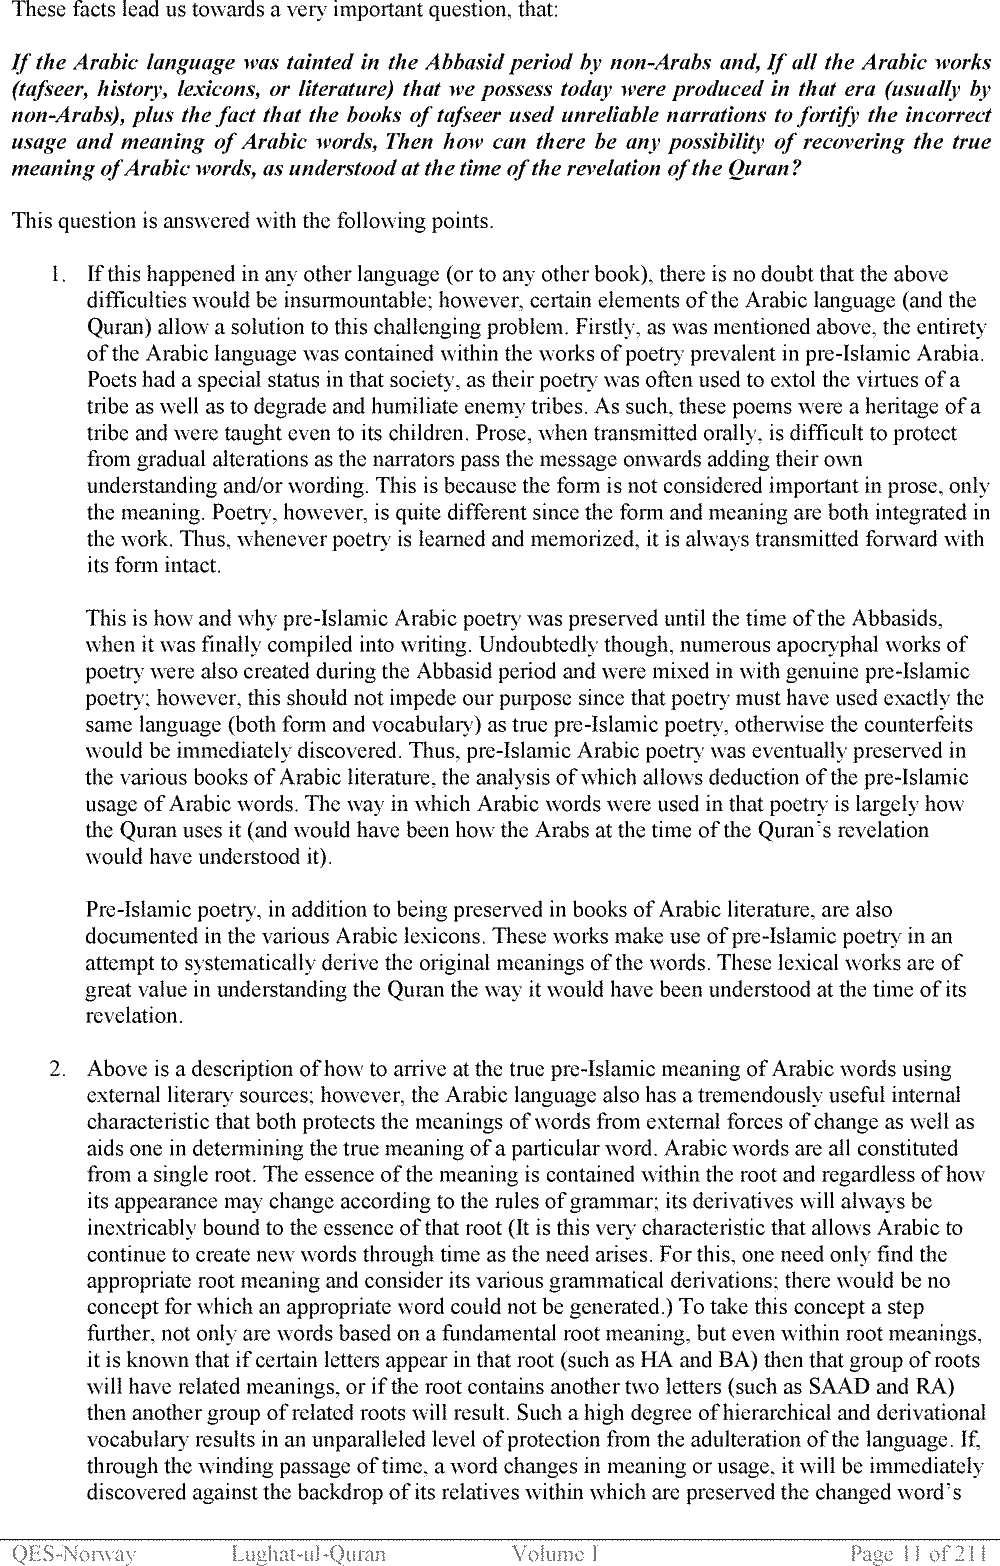 These facts lead us towards a very important question, that:
If the Arabic language was tainted in the Abbasid period by non-Arabs and, If all the Arabic works
(tafseer, history, lexicons, or literature) that we possess today were produced in that era (usually by
non-Arabs), plus the fact that the books of tafseer used unreliable narrations to fortify the incorrect
usage and meaning of Arabic words, Then how can there be any possibility of recovering the true
meaning of Arabic words, as understood at the time of the revelation of the Quran?
This question is answered with the following points.
1. If this happened in any other language (or to any other book), there is no doubt that the above
difficulties would be insurmountable; however, certain elements of the Arabic language (and the
Quran) allow a solution to this challenging problem. Firstly, as was mentioned above, the entirety
of the Arabic language was contained within the works of poetry prevalent in pre-Islamic Arabia.
Poets had a special status in that society, as their poetry was often used to extol the virtues of a
tribe as well as to degrade and humiliate enemy tribes. As such, these poems were a heritage of a
tribe and were taught even to its children. Prose, when transmitted orally, is difficult to protect
from gradual alterations as the narrators pass the message onwards adding their own
understanding and/or wording. This is because the form is not considered important in prose, only
the meaning. Poetry, however, is quite different since the form and meaning are both integrated in
the work. Thus, whenever poetry is learned and memorized, it is always transmitted forward with
its form intact.
This is how and why pre-Islamic Arabic poetry was preserved until the time of the Abbasids,
when it was finally compiled into writing. Undoubtedly though, numerous apocryphal works of
poetry were also created during the Abbasid period and were mixed in with genuine pre-Islamic
poetry; however, this should not impede our purpose since that poetry must have used exactly the
same language (both form and vocabulary) as true pre-Islamic poetry, otherwise the counterfeits
would be immediately discovered. Thus, pre-Islamic Arabic poetry was eventually preserved in
the various books of Arabic literature, the analysis of which allows deduction of the pre-Islamic
usage of Arabic words. The way in which Arabic words were used in that poetry is largely how
the Quran uses it (and would have been how the Arabs at the time of the Quran's revelation
would have understood it).
Pre-Islamic poetry, in addition to being preserved in books of Arabic literature, are also
documented in the various Arabic lexicons. These works make use of pre-Islamic poetry in an
attempt to systematically derive the original meanings of the words. These lexical works are of
great value in understanding the Quran the way it would have been understood at the time of its
revelation.
2. Above is a description of how to arrive at the true pre-Islamic meaning of Arabic words using
external literary sources; however, the Arabic language also has a tremendously useful internal
characteristic that both protects the meanings of words from external forces of change as well as
aids one in determining the true meaning of a particular word. Arabic words are all constituted
from a single root. The essence of the meaning is contained within the root and regardless of how
its appearance may change according to the rules of grammar; its derivatives will always be
inextricably bound to the essence of that root (It is this very characteristic that allows Arabic to
continue to create new words through time as the need arises. For this, one need only find the
appropriate root meaning and consider its various grammatical derivations; there would be no
concept for which an appropriate word could not be generated.) To take this concept a step
further, not only are words based on a fundamental root meaning, but even within root meanings,
it is known that if certain letters appear in that root (such as HA and BA) then that group of roots
will have related meanings, or if the root contains another two letters (such as SAAD and RA)
then another group of related roots will result. Such a high degree of hierarchical and derivational
vocabulary results in an unparalleled level of protection from the adulteration of the language. If,
through the winding passage of time, a word changes in meaning or usage, it will be immediately
discovered against the backdrop of its relatives within which are preserved the changed word's
QES-Norway Lughat-ul-Quran Volume I Page 11 of 211